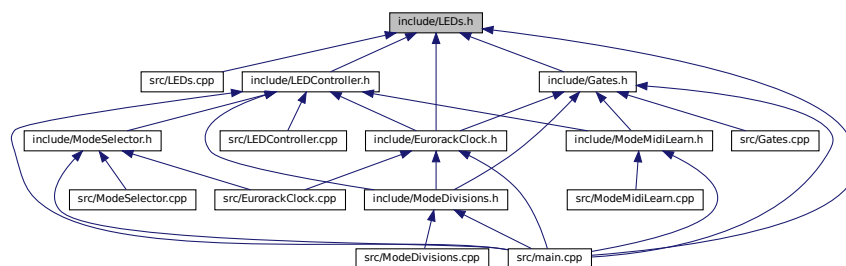 include/LEDs.h
src/LEDs.cpp
include/LEDController.h
include/Gates.h
include/ModeSelector.h
src/LEDController.cpp
include/EurorackClock.h
include/ModeMidiLearn.h
src/Gates.cpp
src/ModeSelector.cpp
src/EurorackClock.cpp
include/ModeDivisions.h
src/ModeMidiLearn.cpp
src/ModeDivisions.cpp
src/main.cpp